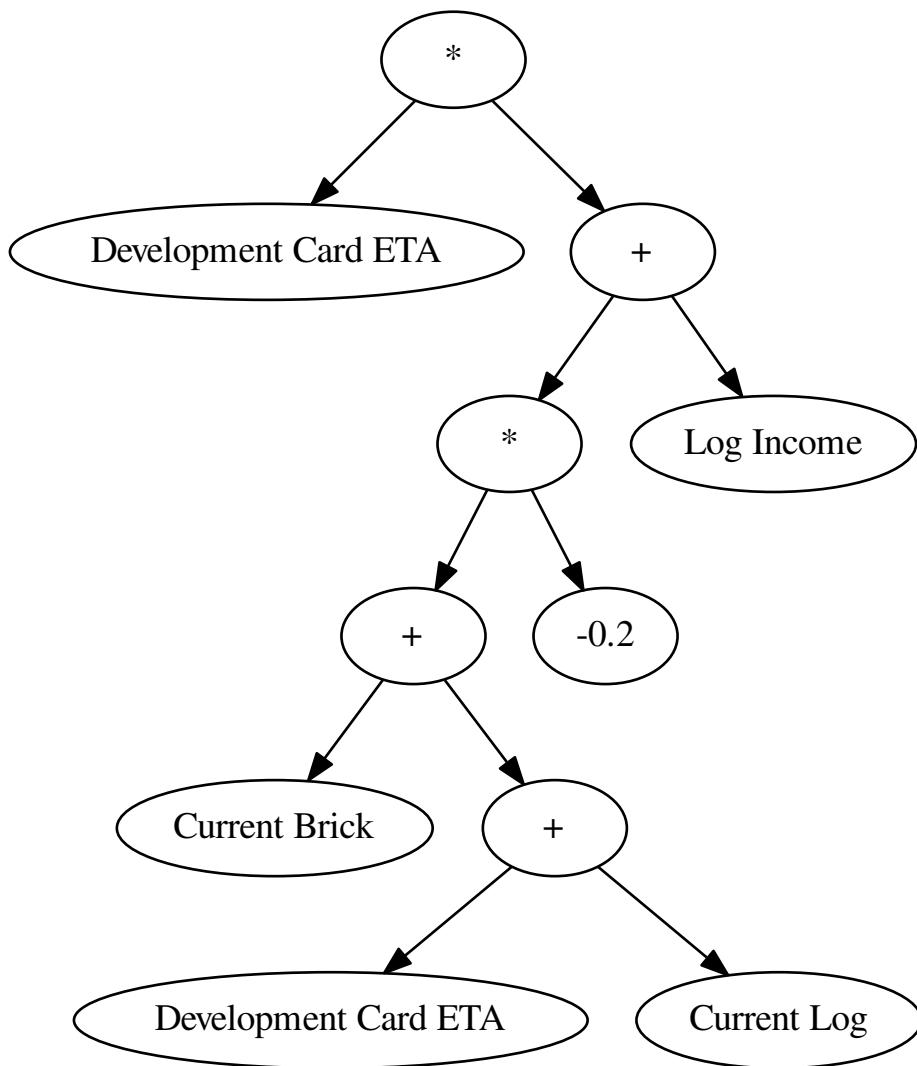 *
Development Card ETA
+
*
Log Income
+
-0.2
Current Brick
+
Development Card ETA
Current Log